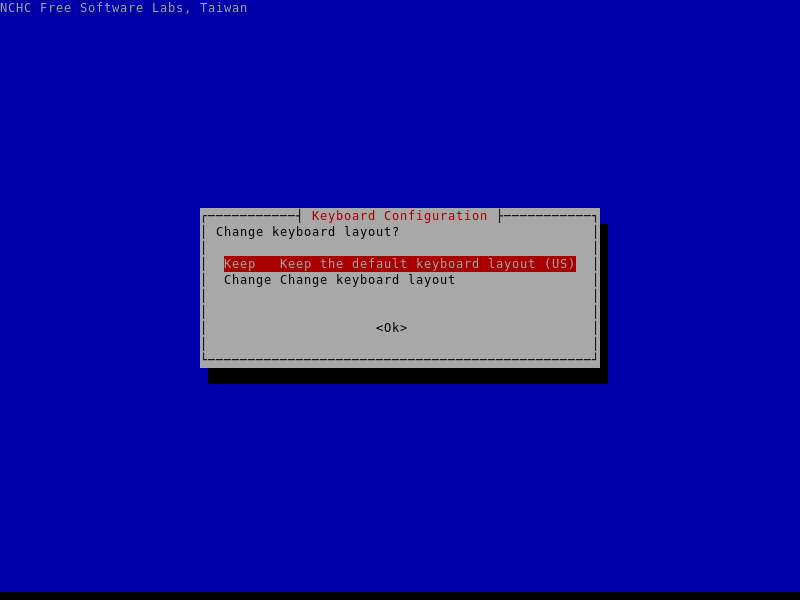 NCHC Free Software Labs, Taiwan
Keyboard Configuration
Change keyboard layout?
Keep   Keep the default keyboard layout (US)
Change Change keyboard layout
<Ok>